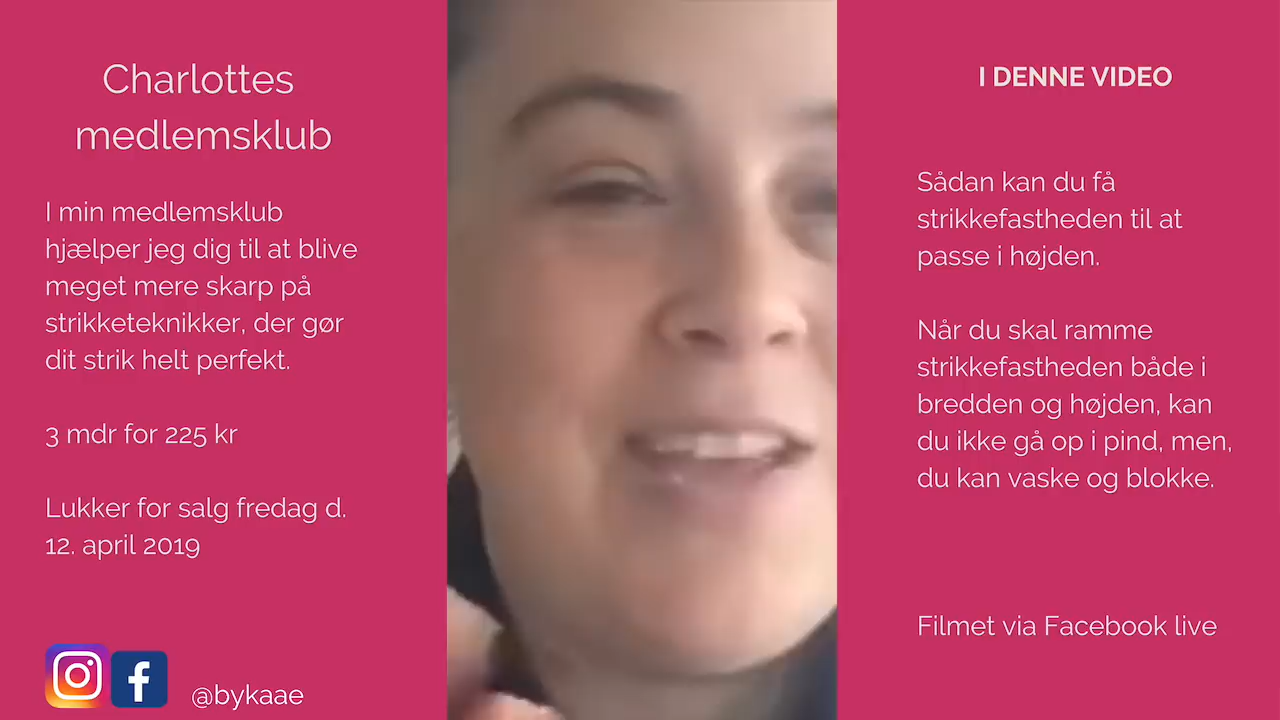 Charlottes
medlemsklub
I min medlemsklub
hjælper jeg dig til at blive
meget mere skarp på
strikketeknikker, der gør
dit strik helt perfekt.
3 mdr for 225 kr
Lukker for salg fredag d.
12. april 2019
@bykaae
I DENNE VIDEO
Sådan kan du få
strikkefastheden til at
passe i højden.
Når du skal ramme
strikkefastheden både i
bredden og højden, kan
du ikke gå op i pind, men,
du kan vaske og blokke.
Filmet via Facebook live